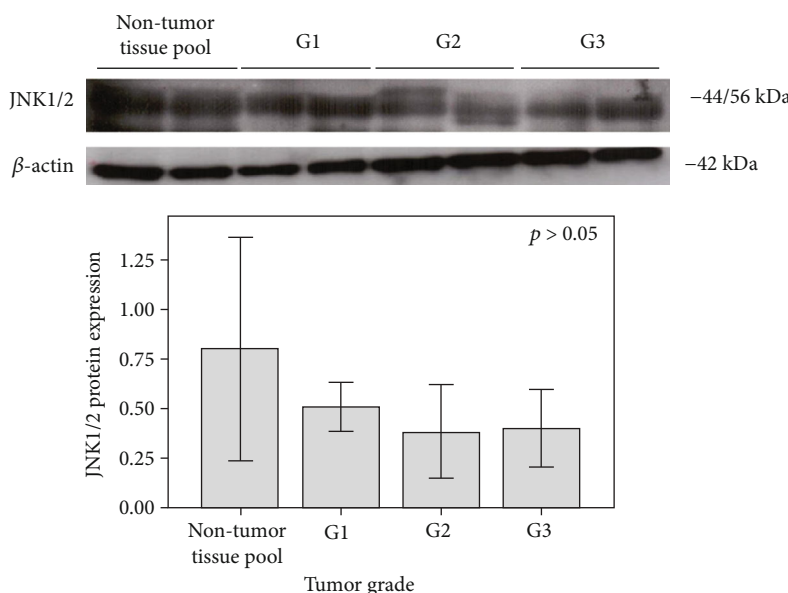 Non-tumor
tissue pool
G1
G2
G3
JNK1/2
−44/56 kDa
β-actin
−42 kDa
p > 0.05
JNK1/2 protein expression
1.25
1.00
0.75
0.50
0.25
0.00
Non-tumor
tissue pool
G1
G2
G3
Tumor grade